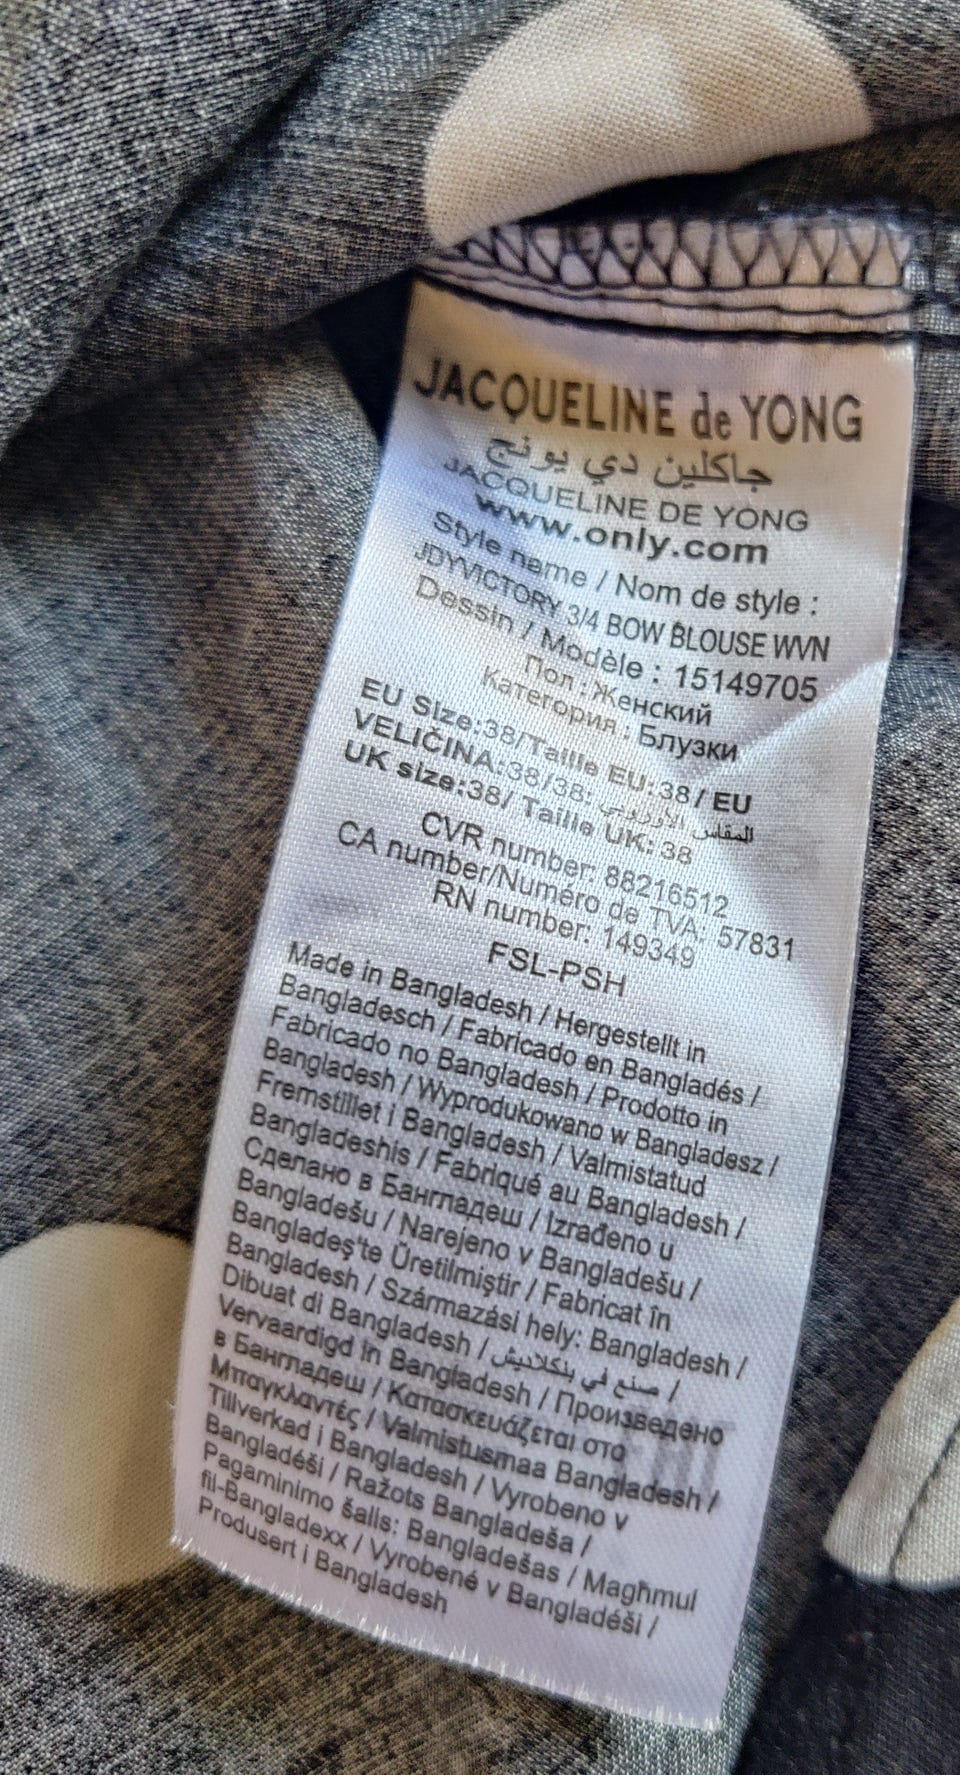 JACQUELINE de YONG
جاكلين دي يونج
JACQUELINE DE YONG
www.only.com
Style name / Nom de style :
JDYVICTORY 3/4 BOW BLOUSE WVN
Dessin / Modèle : 15149705
Пол : Женский
Категория : Блузки
EU Size:38/Taille EU:38/ EU
VELIČINA:38/38: المقاس الأوروبي
UK size:38/ Taille UK: 38
CVR number: 88216512
CA number/Numéro de TVA: 57831
RN number: 149349
FSL-PSH
Made in Bangladesh / Hergestellt in
Bangladesch / Fabricado en Bangladés /
Fabricado no Bangladesh / Prodotto in
Bangladesh / Wyprodukowano w Bangladesz /
Fremstillet i Bangladesh / Valmistatud
Bangladeshis / Fabriqué au Bangladesh /
Сделано в Бангладеш / Izrađeno u
Bangladešu / Narejeno v Bangladešu /
Bangladeş'te Üretilmiştir / Fabricat în
Bangladesh / Származási hely: Bangladesh /
Dibuat di Bangladesh / صنع في بنكلاديش /
Vervaardigd in Bangladesh / Произведено
в Бангладеш / Κατασκευάζεται στο
Μπαγκλαντές / Valmistusmaa Bangladesh /
Tillverkad i Bangladesh / Vyrobeno v
Bangladéši / Ražots Bangladeša /
Pagaminimo šalls: Bangladešas / Magħmul
fil-Bangladexx / Vyrobené v Bangladéši /
Produsert i Bangladesh